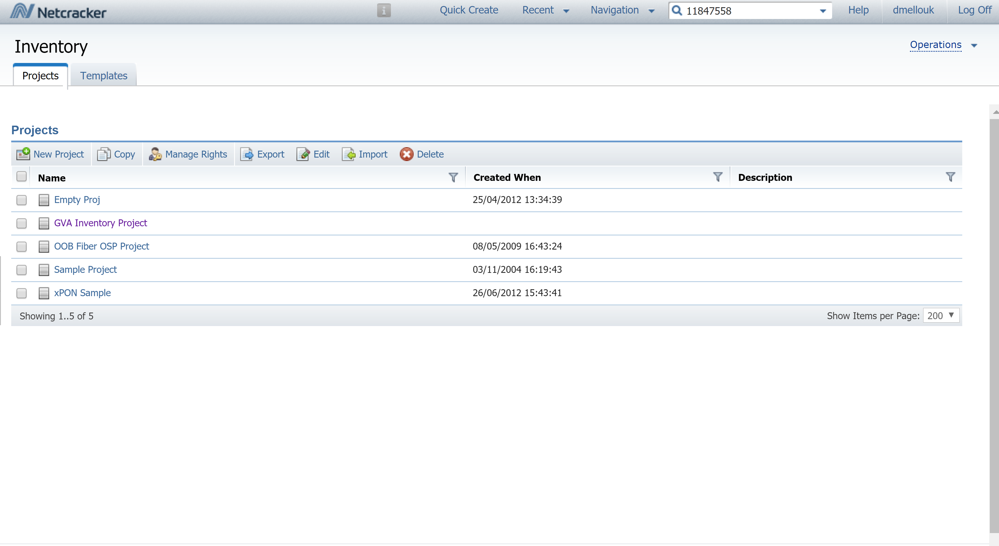 Netcracker
i
Quick Create Recent Navigation 11847558 Help dmellouk Log Off
Inventory
Operations
Projects Templates
Projects
New Project Copy Manage Rights Export Edit Import Delete
Name Created When Description
Empty Proj 25/04/2012 13:34:39
GVA Inventory Project
OOB Fiber OSP Project 08/05/2009 16:43:24
Sample Project 03/11/2004 16:19:43
xPON Sample 26/06/2012 15:43:41
Showing 1..5 of 5 Show Items per Page: 200